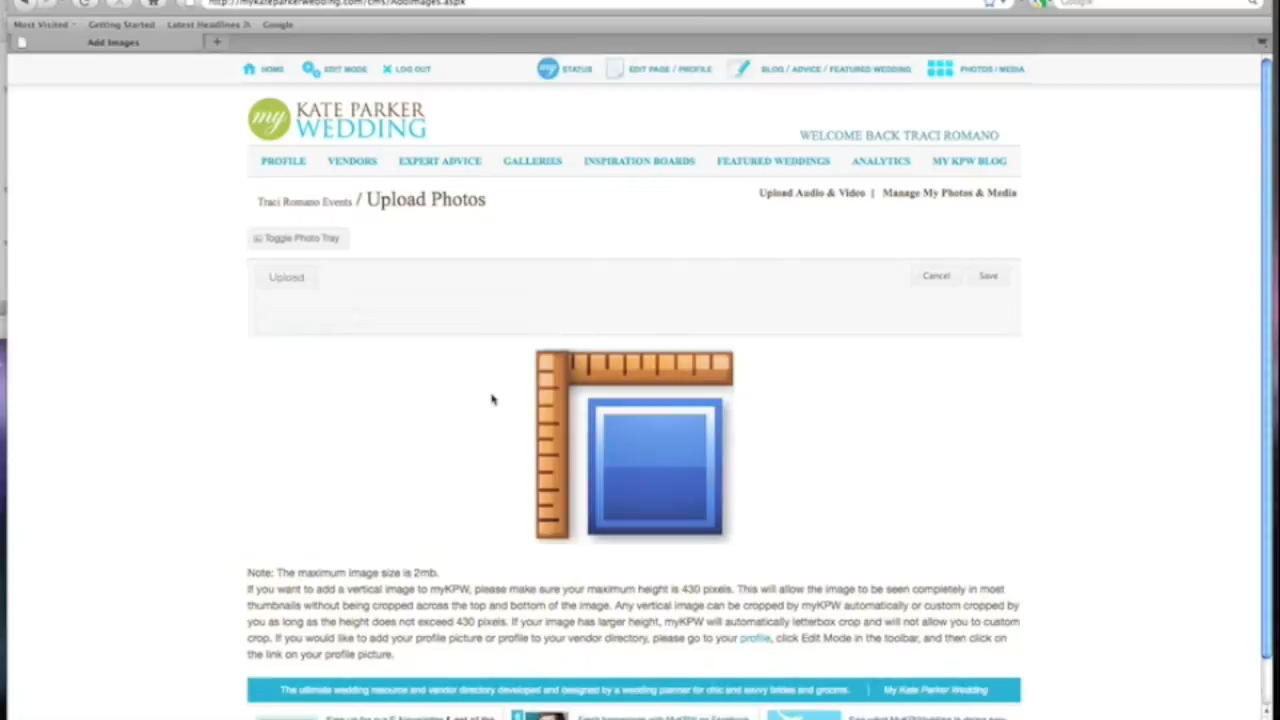 http://mykateparkerwedding.com/cms/AddImages.aspx
Google
Most Visited Getting Started Latest Headlines Google
Add Images
HOME EDIT MODE LOG OUT my STATUS EDIT PAGE / PROFILE BLOG / ADVICE / FEATURED WEDDING PHOTOS / MEDIA
my KATE PARKER
WEDDING
WELCOME BACK TRACI ROMANO
PROFILE VENDORS EXPERT ADVICE GALLERIES INSPIRATION BOARDS FEATURED WEDDINGS ANALYTICS MY KPW BLOG
Traci Romano Events / Upload Photos
Upload Audio & Video | Manage My Photos & Media
Toggle Photo Tray
Upload
Cancel Save
Note: The maximum image size is 2mb.
If you want to add a vertical image to myKPW, please make sure your maximum height is 430 pixels. This will allow the image to be seen completely in most
thumbnails without being cropped across the top and bottom of the image. Any vertical image can be cropped by myKPW automatically or custom cropped by
you as long as the height does not exceed 430 pixels. If your image has larger height, myKPW will automatically letterbox crop and will not allow you to custom
crop. If you would like to add your profile picture or profile to your vendor directory, please go to your profile, click Edit Mode in the toolbar, and then click on
the link on your profile picture.
The ultimate wedding resource and vendor directory developed and designed by a wedding planner for chic and savvy brides and grooms. | My Kate Parker Wedding